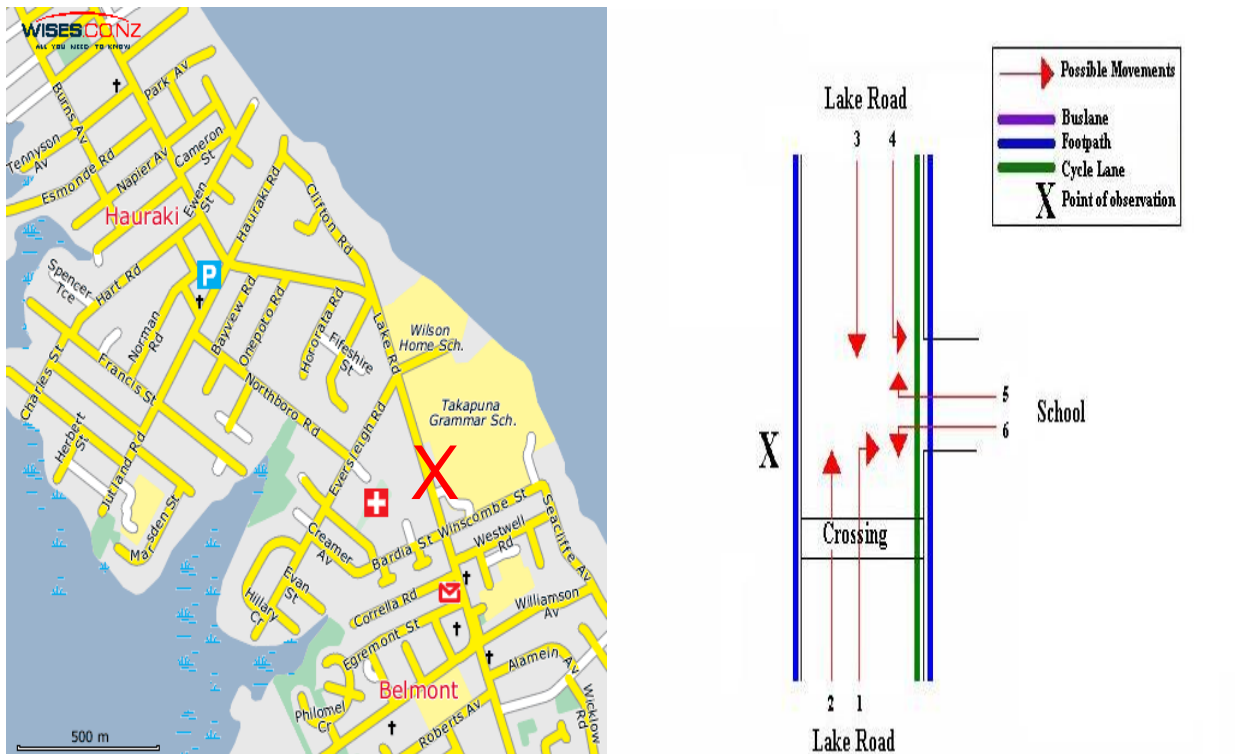 WISES.CO.NZ
ALL YOU NEED TO KNOW
Burns Av
Park Av
Tennyson
Av
Esmonde Rd
Napier Av
Cameron
St
Ewen
St
Hauraki
Hauraki Rd
Clifton Rd
Spencer
Tce
Hart Rd
P
Norman
Rd
Bayview Rd
Onepoto Rd
Hororata Rd
Fifeshire
St
Lake Rd
Wilson
Home Sch.
Charles St
Francis St
Northboro Rd
Takapuna
Grammar Sch.
Herbert
St
Jutland Rd
Eversleigh Rd
X
Marsden St
Creamer
Av
Bardia St
Winscombe St
Westwell
Rd
Seacliffe Av
Evan
St
Hillary
Cr
Corrella Rd
Williamson
Av
Egremont St
Alamein Av
Belmont
Philomel
Cr
Roberts Av
Wicklow
Rd
500 m
Lake Road
3 4
5
School
6
X
Crossing
2 1
Lake Road
Possible Movements
Buslane
Footpath
Cycle Lane
X Point of observation